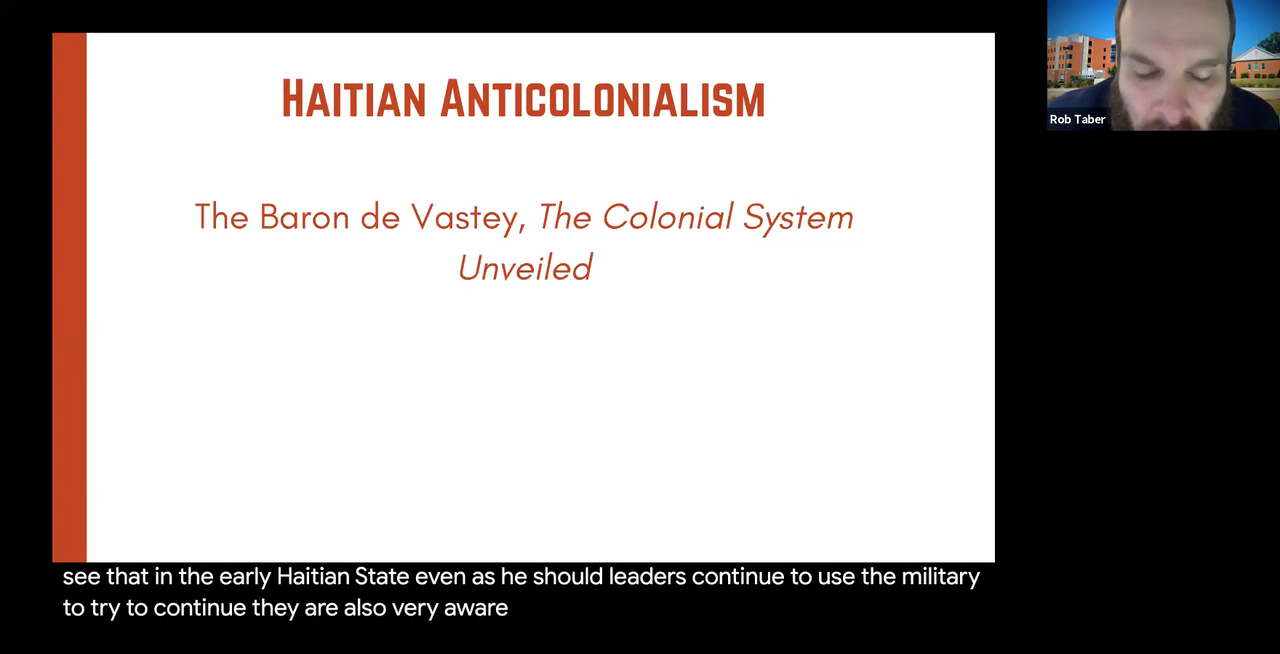 HAITIAN ANTICOLONIALISM
The Baron de Vastey, The Colonial System
Unveiled
Rob Taber
see that in the early Haitian State even as he should leaders continue to use the military
to try to continue they are also very aware